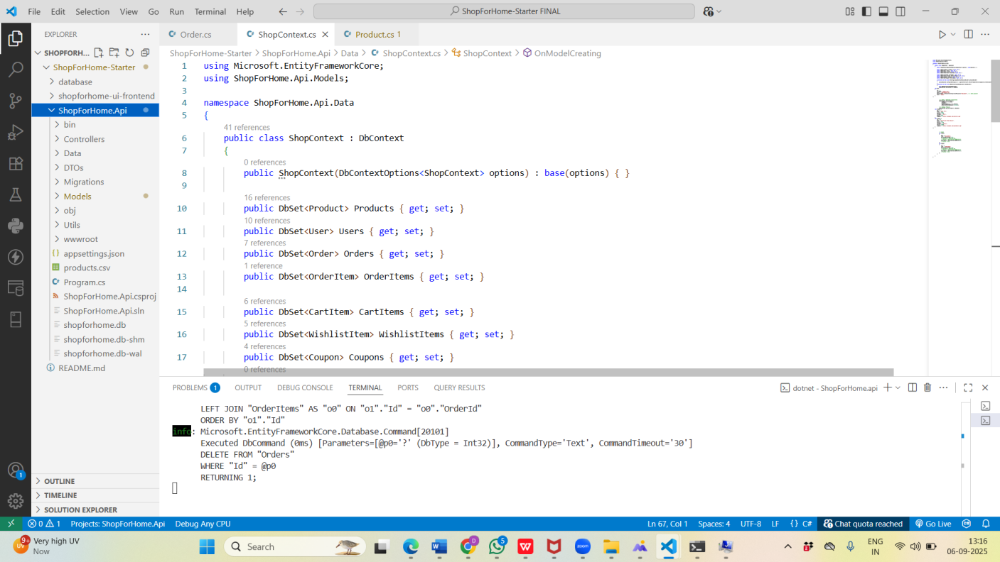 File Edit Selection View Go Run Terminal Help
ShopForHome-Starter FINAL
EXPLORER
SHOPFORH...
ShopForHome-Starter
database
shopforhome-ui-frontend
ShopForHome.Api
bin
Controllers
Data
DTOs
Migrations
Models
obj
Utils
wwwroot
appsettings.json
products.csv
Program.cs
ShopForHome.Api.csproj
ShopForHome.Api.sln
shopforhome.db
shopforhome.db-shm
shopforhome.db-wal
README.md
OUTLINE
TIMELINE
SOLUTION EXPLORER
Order.cs
ShopContext.cs
Product.cs 1
ShopForHome-Starter > ShopForHome.Api > Data > ShopContext.cs > ShopContext > OnModelCreating
1 using Microsoft.EntityFrameworkCore;
2 using ShopForHome.Api.Models;
3
4 namespace ShopForHome.Api.Data
5 {
41 references
6 public class ShopContext : DbContext
7 {
0 references
8 public ShopContext(DbContextOptions<ShopContext> options) : base(options) { }
9
16 references
10 public DbSet<Product> Products { get; set; }
10 references
11 public DbSet<User> Users { get; set; }
7 references
12 public DbSet<Order> Orders { get; set; }
1 reference
13 public DbSet<OrderItem> OrderItems { get; set; }
14
6 references
15 public DbSet<CartItem> CartItems { get; set; }
5 references
16 public DbSet<WishlistItem> WishlistItems { get; set; }
4 references
17 public DbSet<Coupon> Coupons { get; set; }
0 references
PROBLEMS 1 OUTPUT DEBUG CONSOLE TERMINAL PORTS QUERY RESULTS
dotnet - ShopForHome.api
LEFT JOIN "OrderItems" AS "o0" ON "o1"."Id" = "o0"."OrderId"
ORDER BY "o1"."Id"
info: Microsoft.EntityFrameworkCore.Database.Command[20101]
Executed DbCommand (0ms) [Parameters=[@p0='?' (DbType = Int32)], CommandType='Text', CommandTimeout='30']
DELETE FROM "Orders"
WHERE "Id" = @p0
RETURNING 1;
1
0 1 Projects: ShopForHome.Api Debug Any CPU
Ln 67, Col 1 Spaces: 4 UTF-8 LF {} C# Chat quota reached Go Live
9+
Very high UV
Now
Search
D
5
zoom
ENG
IN
13:16
06-09-2025